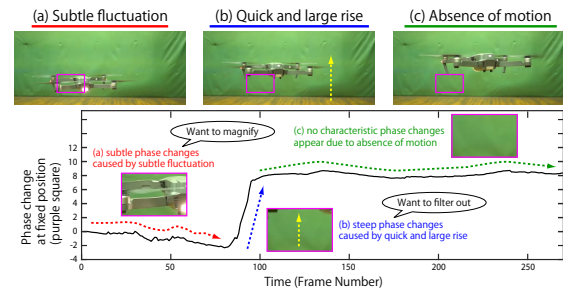 (a) Subtle fluctuation
(b) Quick and large rise
(c) Absence of motion
Want to magnify
(a) subtle phase changes
caused by subtle fluctuation
(c) no characteristic phase changes
appear due to absence of motion
Want to filter out
(b) steep phase changes
caused by quick and large rise
Phase change
at fixed position
(purple square)
10
8
6
4
2
0
-2
-4
0
50
100
150
200
250
Time (Frame Number)